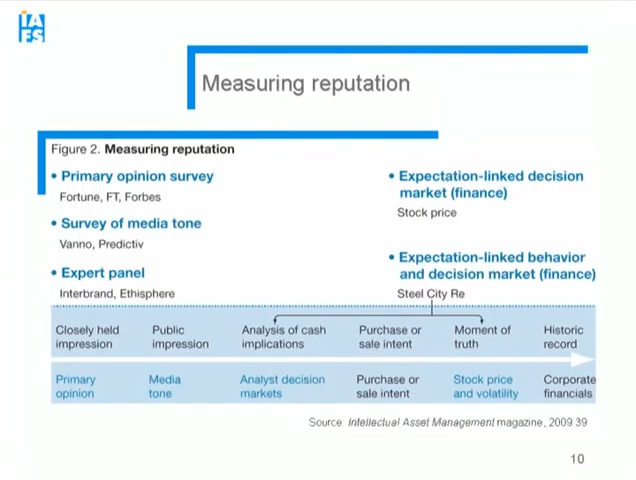 IA
FS
Measuring reputation
Figure 2. Measuring reputation
• Primary opinion survey
Fortune, FT, Forbes
• Survey of media tone
Vanno, Predictiv
• Expert panel
Interbrand, Ethisphere
• Expectation-linked decision
market (finance)
Stock price
• Expectation-linked behavior
and decision market (finance)
Steel City Re
Closely held
impression
Public
impression
Analysis of cash
implications
Purchase or
sale intent
Moment of
truth
Historic
record
Primary
opinion
Media
tone
Analyst decision
markets
Purchase or
sale intent
Stock price
and volatility
Corporate
financials
Source: Intellectual Asset Management magazine, 2009:39
10